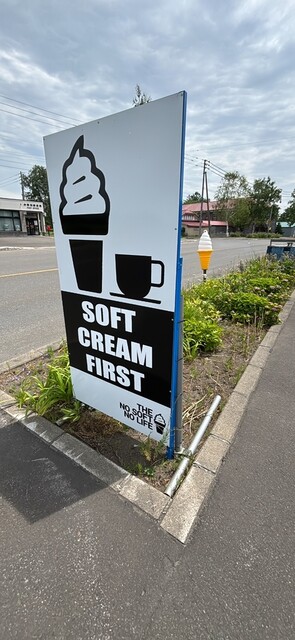 SOFT
CREAM
FIRST
THE
NO SOFT
NO LIFE